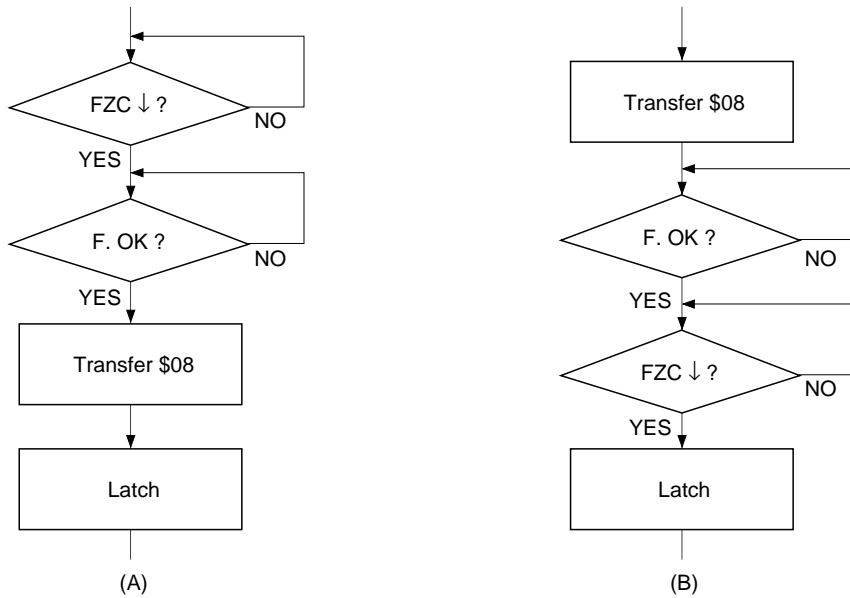 FZC ↓ ?
NO
YES
F. OK ?
NO
YES
Transfer $08
Latch
(A)
Transfer $08
F. OK ?
NO
YES
FZC ↓ ?
NO
YES
Latch
(B)